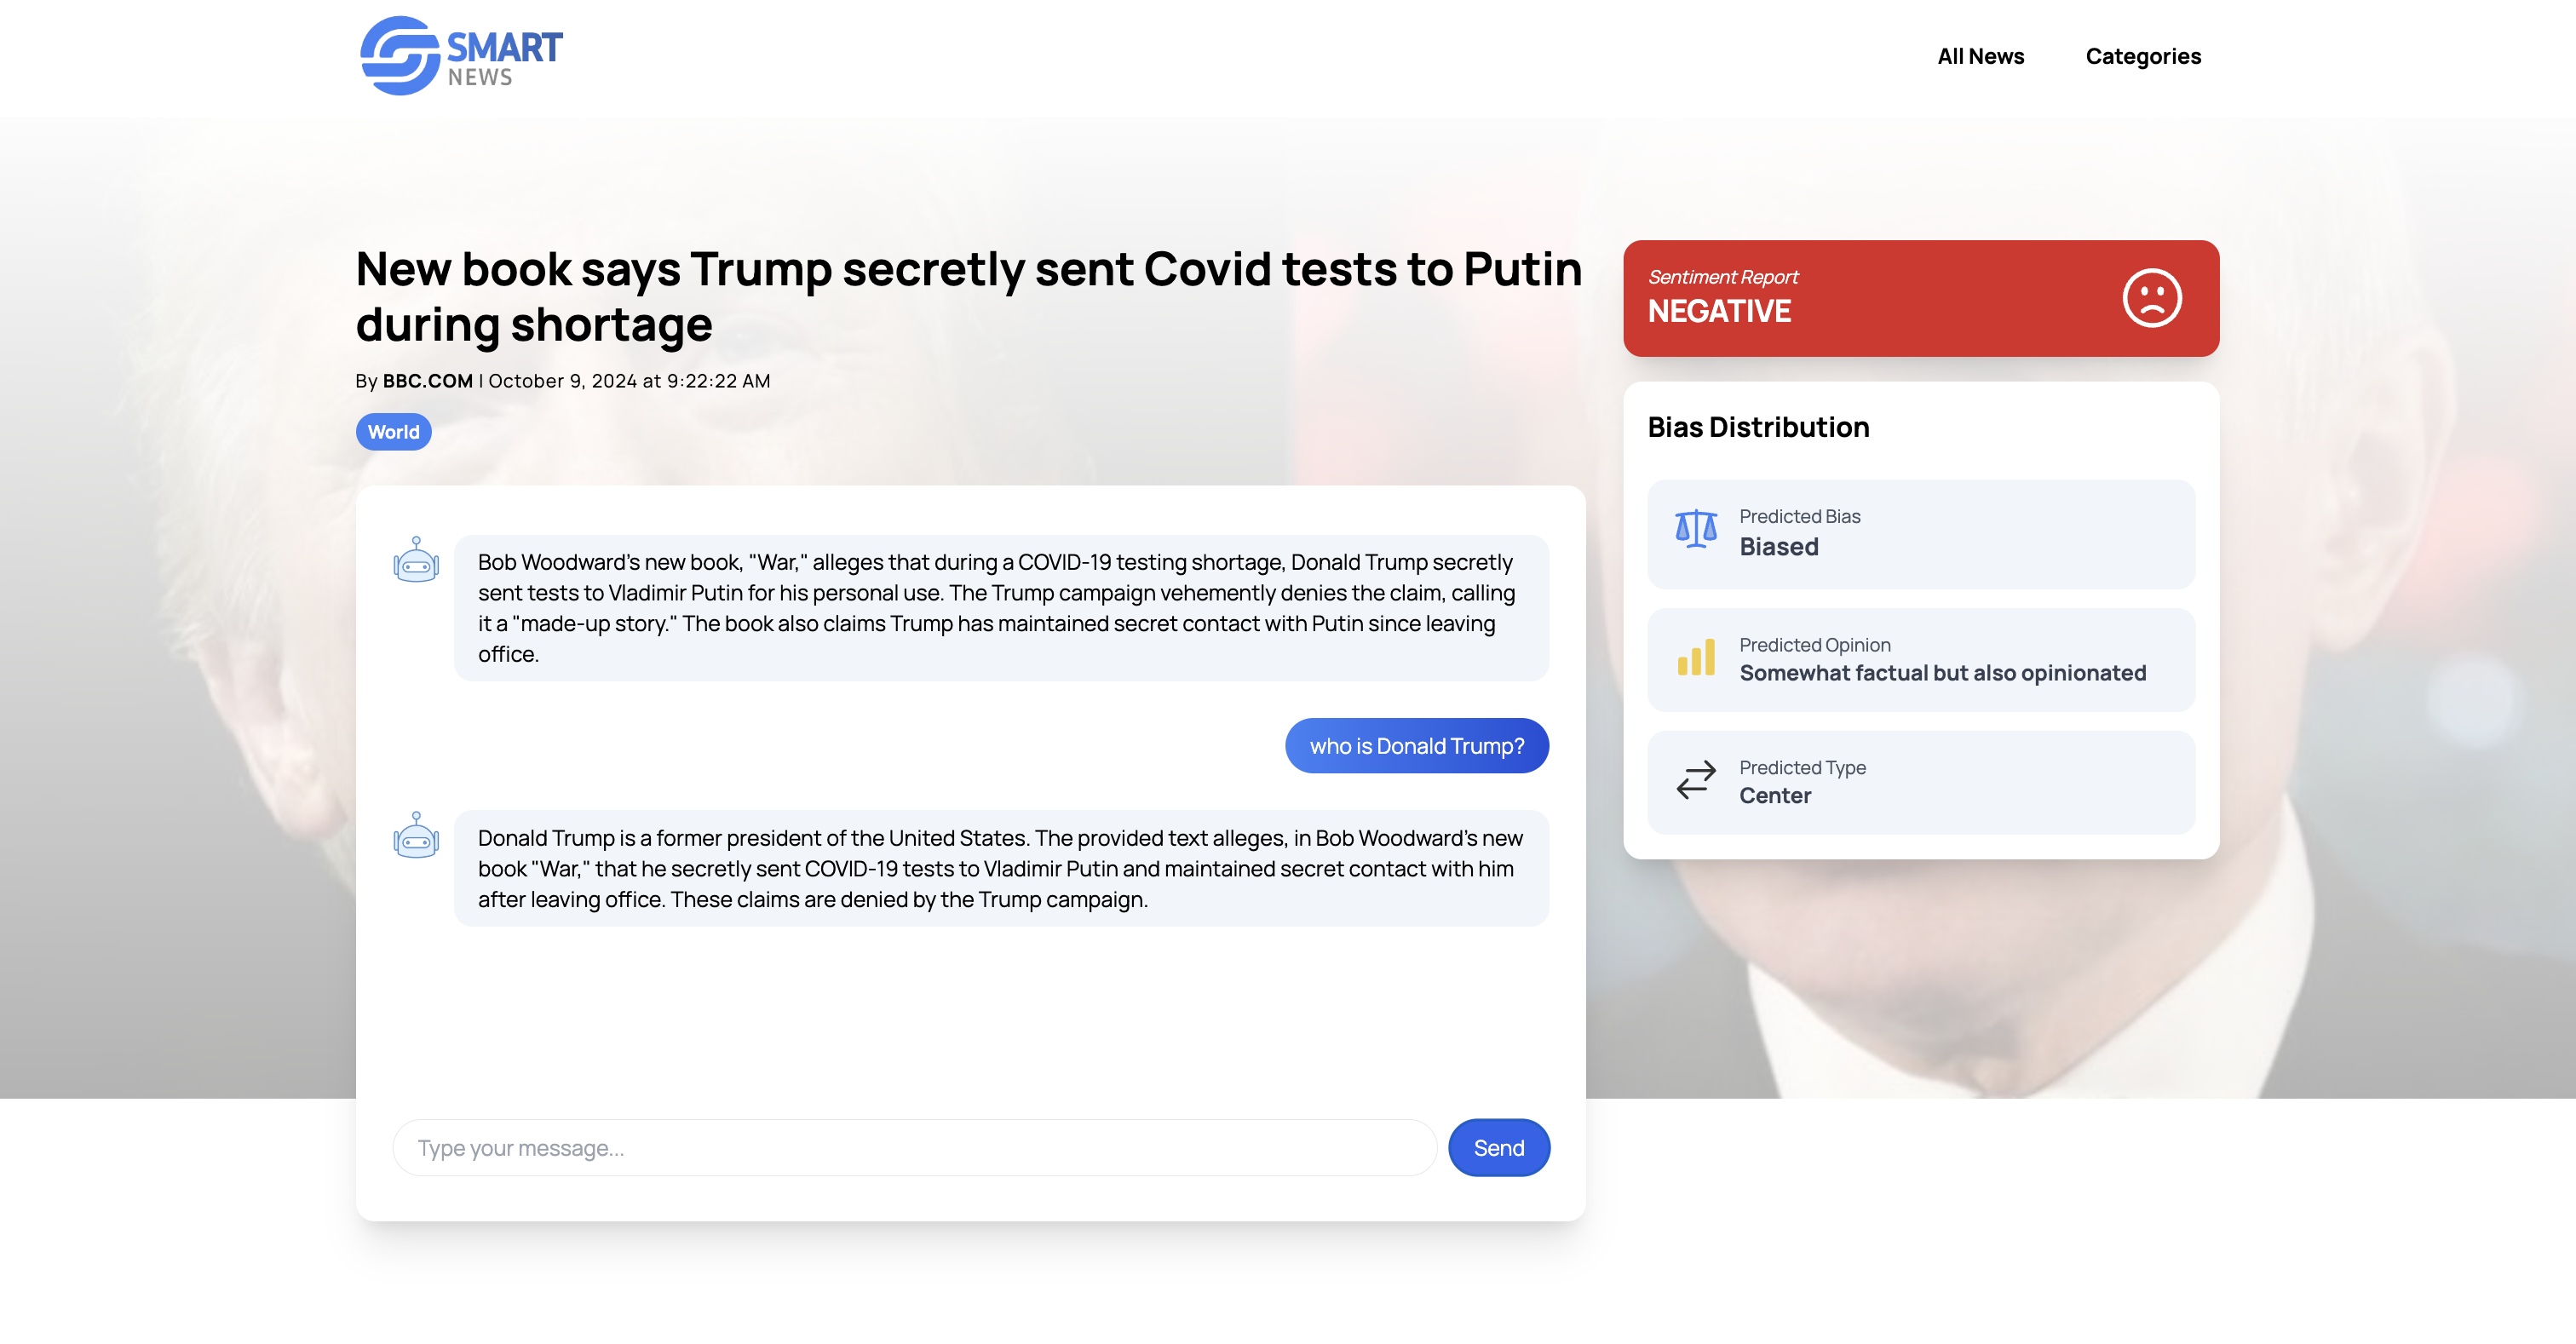 SMART
NEWS
All News
Categories
New book says Trump secretly sent Covid tests to Putin
during shortage
By BBC.COM | October 9, 2024 at 9:22:22 AM
World
Bob Woodward's new book, "War," alleges that during a COVID-19 testing shortage, Donald Trump secretly
sent tests to Vladimir Putin for his personal use. The Trump campaign vehemently denies the claim, calling
it a "made-up story." The book also claims Trump has maintained secret contact with Putin since leaving
office.
who is Donald Trump?
Donald Trump is a former president of the United States. The provided text alleges, in Bob Woodward's new
book "War," that he secretly sent COVID-19 tests to Vladimir Putin and maintained secret contact with him
after leaving office. These claims are denied by the Trump campaign.
Type your message...
Send
Sentiment Report
NEGATIVE
Bias Distribution
Predicted Bias
Biased
Predicted Opinion
Somewhat factual but also opinionated
Predicted Type
Center